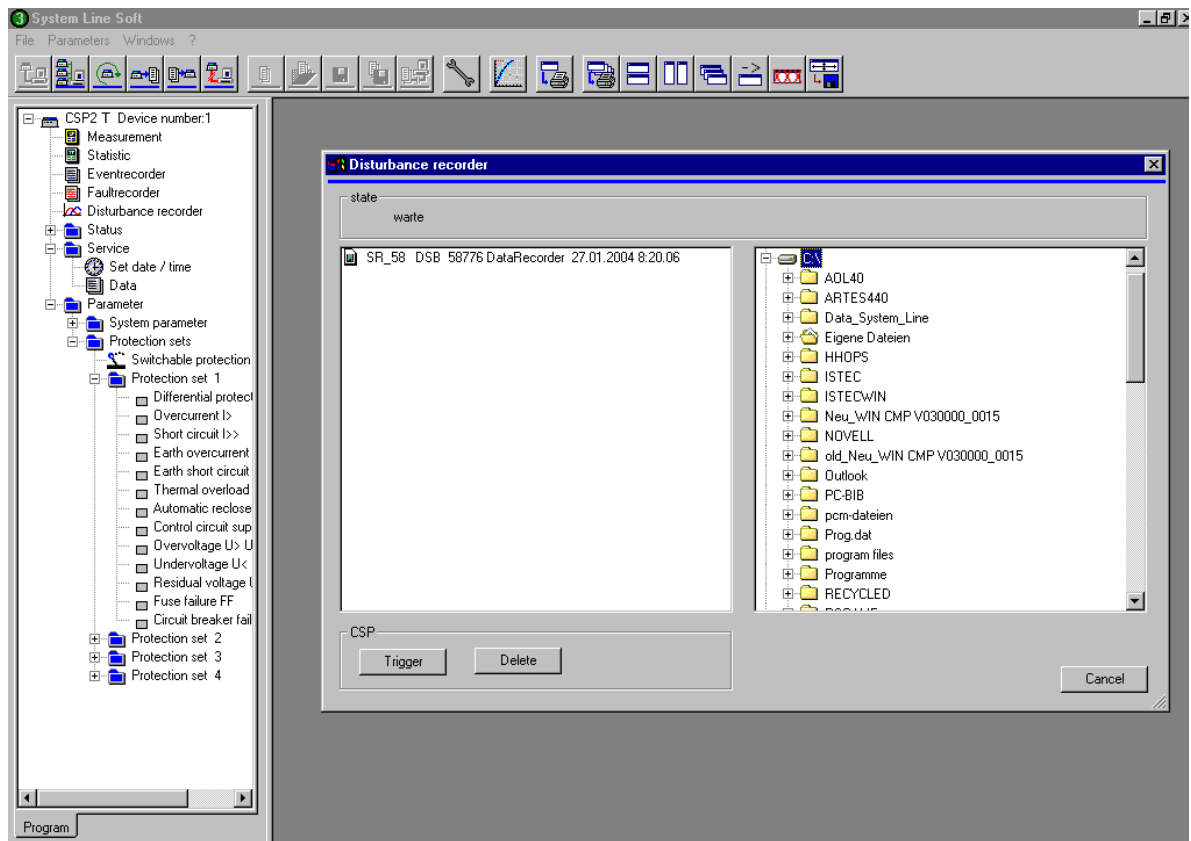 System Line Soft
File Parameters Windows ?
CSP2 T Device number:1
Measurement
Statistic
Eventrecorder
Faultrecorder
Disturbance recorder
Status
Service
Set date / time
Data
Parameter
System parameter
Protection sets
Switchable protection
Protection set 1
Differential protect
Overcurrent I>
Short circuit I>>
Earth overcurrent
Earth short circuit
Thermal overload
Automatic reclose
Control circuit sup
Overvoltage U> U
Undervoltage U<
Residual voltage U
Fuse failure FF
Circuit breaker fail
Protection set 2
Protection set 3
Protection set 4
Program
Disturbance recorder
state
warte
SR_58 DSB 58776 DataRecorder 27.01.2004 8:20.06
C:\
AOL40
ARTES440
Data_System_Line
Eigene Dateien
HHOPS
ISTEC
ISTECWIN
Neu_WIN CMP V030000_0015
NOVELL
old_Neu_WIN CMP V030000_0015
Outlook
PC-BIB
pcm-dateien
Prog.dat
program files
Programme
RECYCLED
CSP
Trigger
Delete
Cancel